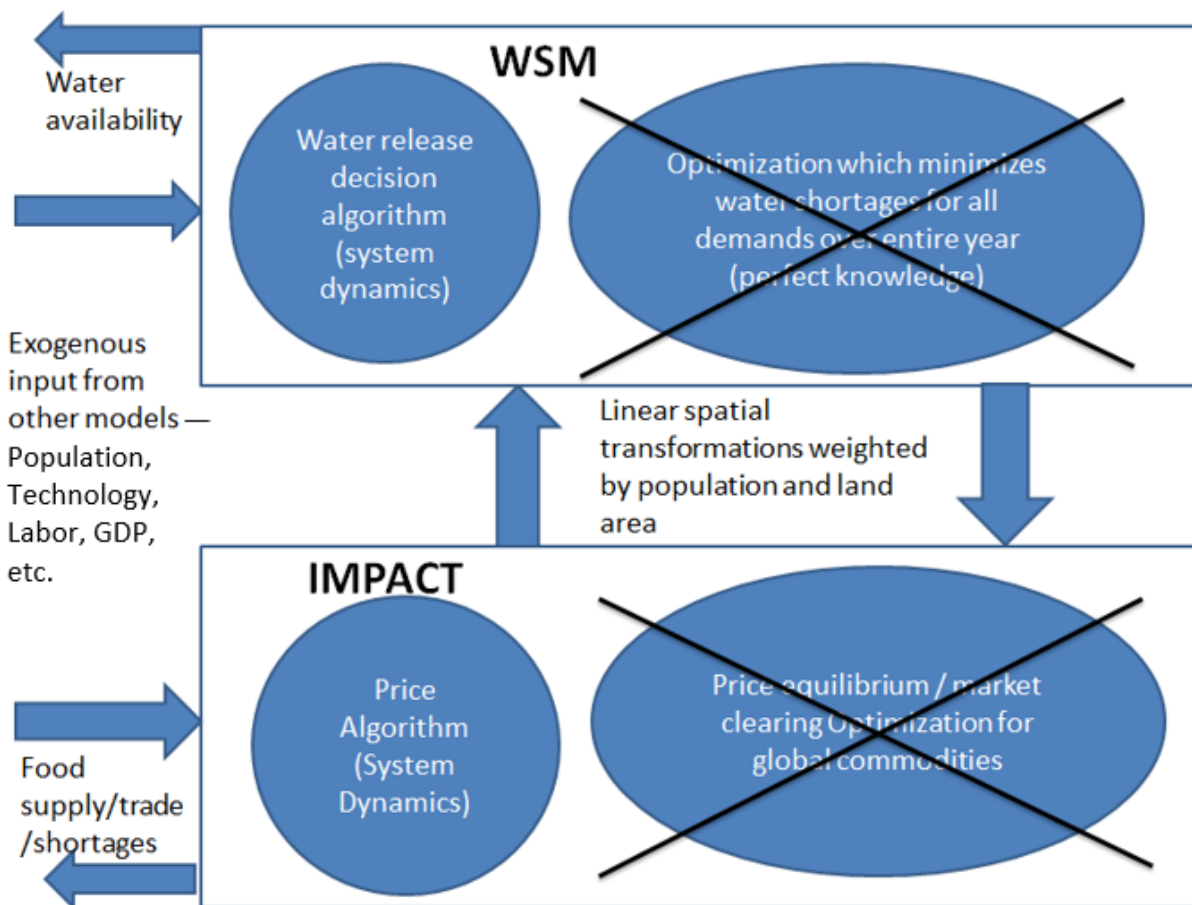 WSM
Water
availability
Water release
decision
algorithm
(system
dynamics)
Optimization which minimizes
water shortages for all
demands over entire year
(perfect knowledge)
Exogenous
input from
other models —
Population,
Technology,
Labor, GDP,
etc.
Linear spatial
transformations weighted
by population and land
area
IMPACT
Price
Algorithm
(System
Dynamics)
Price equilibrium / market
clearing Optimization for
global commodities
Food
supply/trade
/shortages